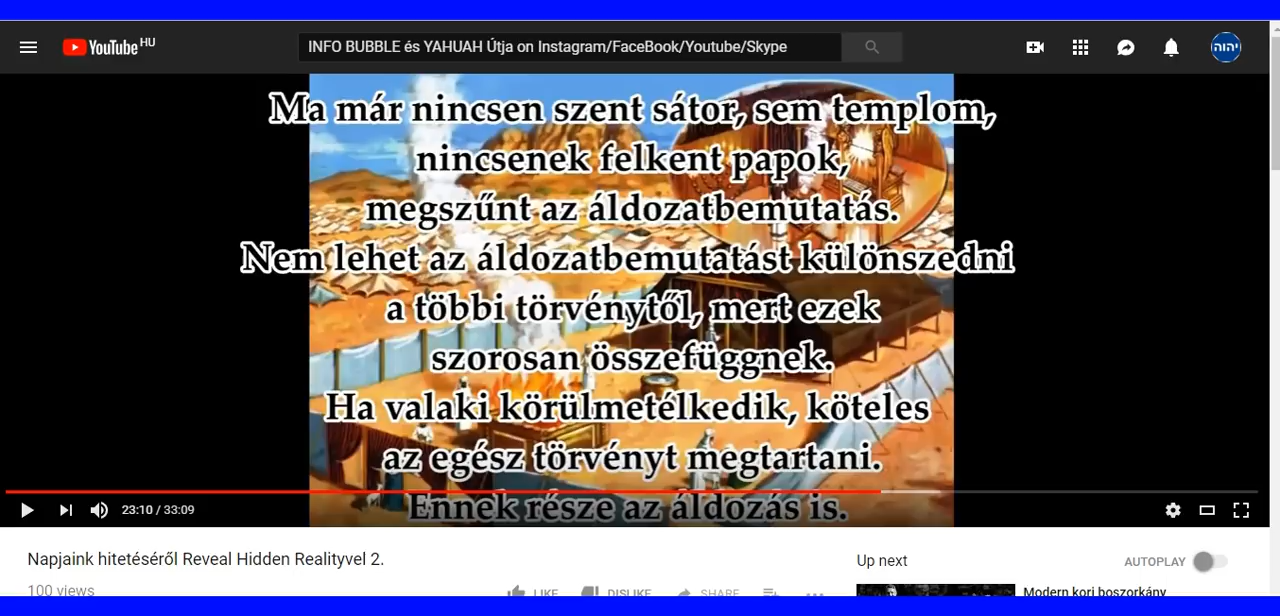 YouTube HU
INFO BUBBLE és YAHUAH Útja on Instagram/FaceBook/Youtube/Skype
יהוה
Ma már nincsen szent sátor, sem templom,
nincsenek felkent papok,
megszűnt az áldozatbemutatás.
Nem lehet az áldozatbemutatást különszedni
a többi törvénytől, mert ezek
szorosan összefüggnek.
Ha valaki körülmetélkedik, köteles
az egész törvényt megtartani.
Ennek része az áldozás is.
23:10 / 33:09
Napjaink hitetéséről Reveal Hidden Realityvel 2.
100 views
LIKE DISLIKE SHARE
Up next
AUTOPLAY
Modern kori boszorkány